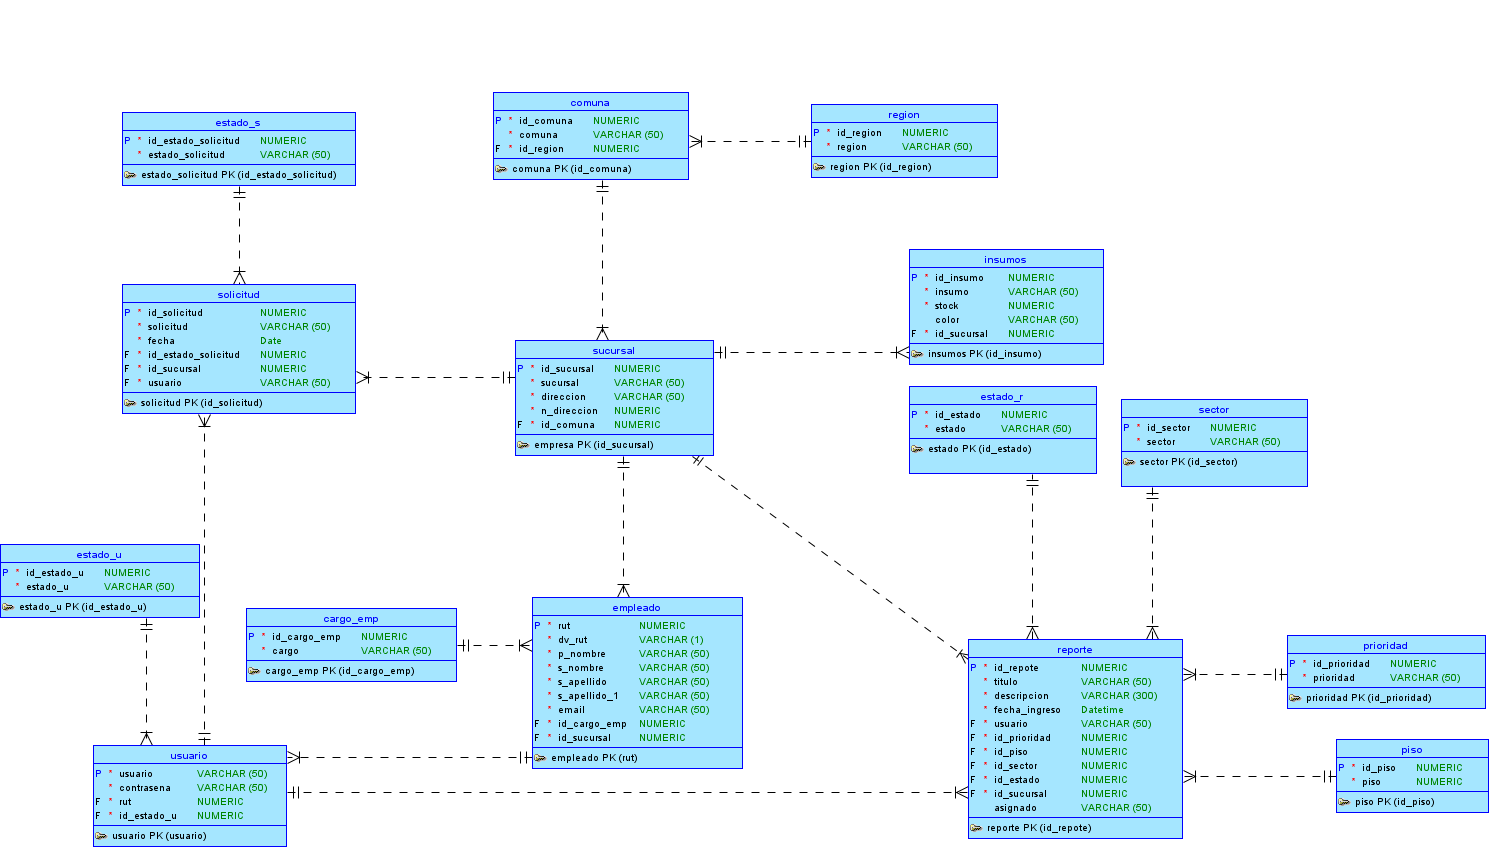 comuna
P * id_comuna NUMERIC
* comuna VARCHAR (50)
F * id_region NUMERIC
comuna PK (id_comuna)
region
P * id_region NUMERIC
* region VARCHAR (50)
region PK (id_region)
estado_s
P * id_estado_solicitud NUMERIC
* estado_solicitud VARCHAR (50)
estado_solicitud PK (id_estado_solicitud)
insumos
P * id_insumo NUMERIC
* insumo VARCHAR (50)
* stock NUMERIC
color VARCHAR (50)
F * id_sucursal NUMERIC
insumos PK (id_insumo)
solicitud
P * id_solicitud NUMERIC
* solicitud VARCHAR (50)
* fecha Date
F * id_estado_solicitud NUMERIC
F * id_sucursal NUMERIC
F * usuario VARCHAR (50)
solicitud PK (id_solicitud)
sucursal
P * id_sucursal NUMERIC
* sucursal VARCHAR (50)
* direccion VARCHAR (50)
* n_direccion NUMERIC
F * id_comuna NUMERIC
empresa PK (id_sucursal)
estado_r
P * id_estado NUMERIC
* estado VARCHAR (50)
estado PK (id_estado)
sector
P * id_sector NUMERIC
* sector VARCHAR (50)
sector PK (id_sector)
estado_u
P * id_estado_u NUMERIC
* estado_u VARCHAR (50)
estado_u PK (id_estado_u)
cargo_emp
P * id_cargo_emp NUMERIC
* cargo VARCHAR (50)
cargo_emp PK (id_cargo_emp)
empleado
P * rut NUMERIC
* dv_rut VARCHAR (1)
* p_nombre VARCHAR (50)
* s_nombre VARCHAR (50)
* s_apellido VARCHAR (50)
* s_apellido_1 VARCHAR (50)
* email VARCHAR (50)
F * id_cargo_emp NUMERIC
F * id_sucursal NUMERIC
empleado PK (rut)
reporte
P * id_repote NUMERIC
* titulo VARCHAR (50)
* descripcion VARCHAR (300)
* fecha_ingreso Datetime
F * usuario VARCHAR (50)
F * id_prioridad NUMERIC
F * id_piso NUMERIC
F * id_sector NUMERIC
F * id_estado NUMERIC
F * id_sucursal NUMERIC
asignado VARCHAR (50)
reporte PK (id_repote)
prioridad
P * id_prioridad NUMERIC
* prioridad VARCHAR (50)
prioridad PK (id_prioridad)
piso
P * id_piso NUMERIC
* piso NUMERIC
piso PK (id_piso)
usuario
P * usuario VARCHAR (50)
* contrasena VARCHAR (50)
F * rut NUMERIC
F * id_estado_u NUMERIC
usuario PK (usuario)